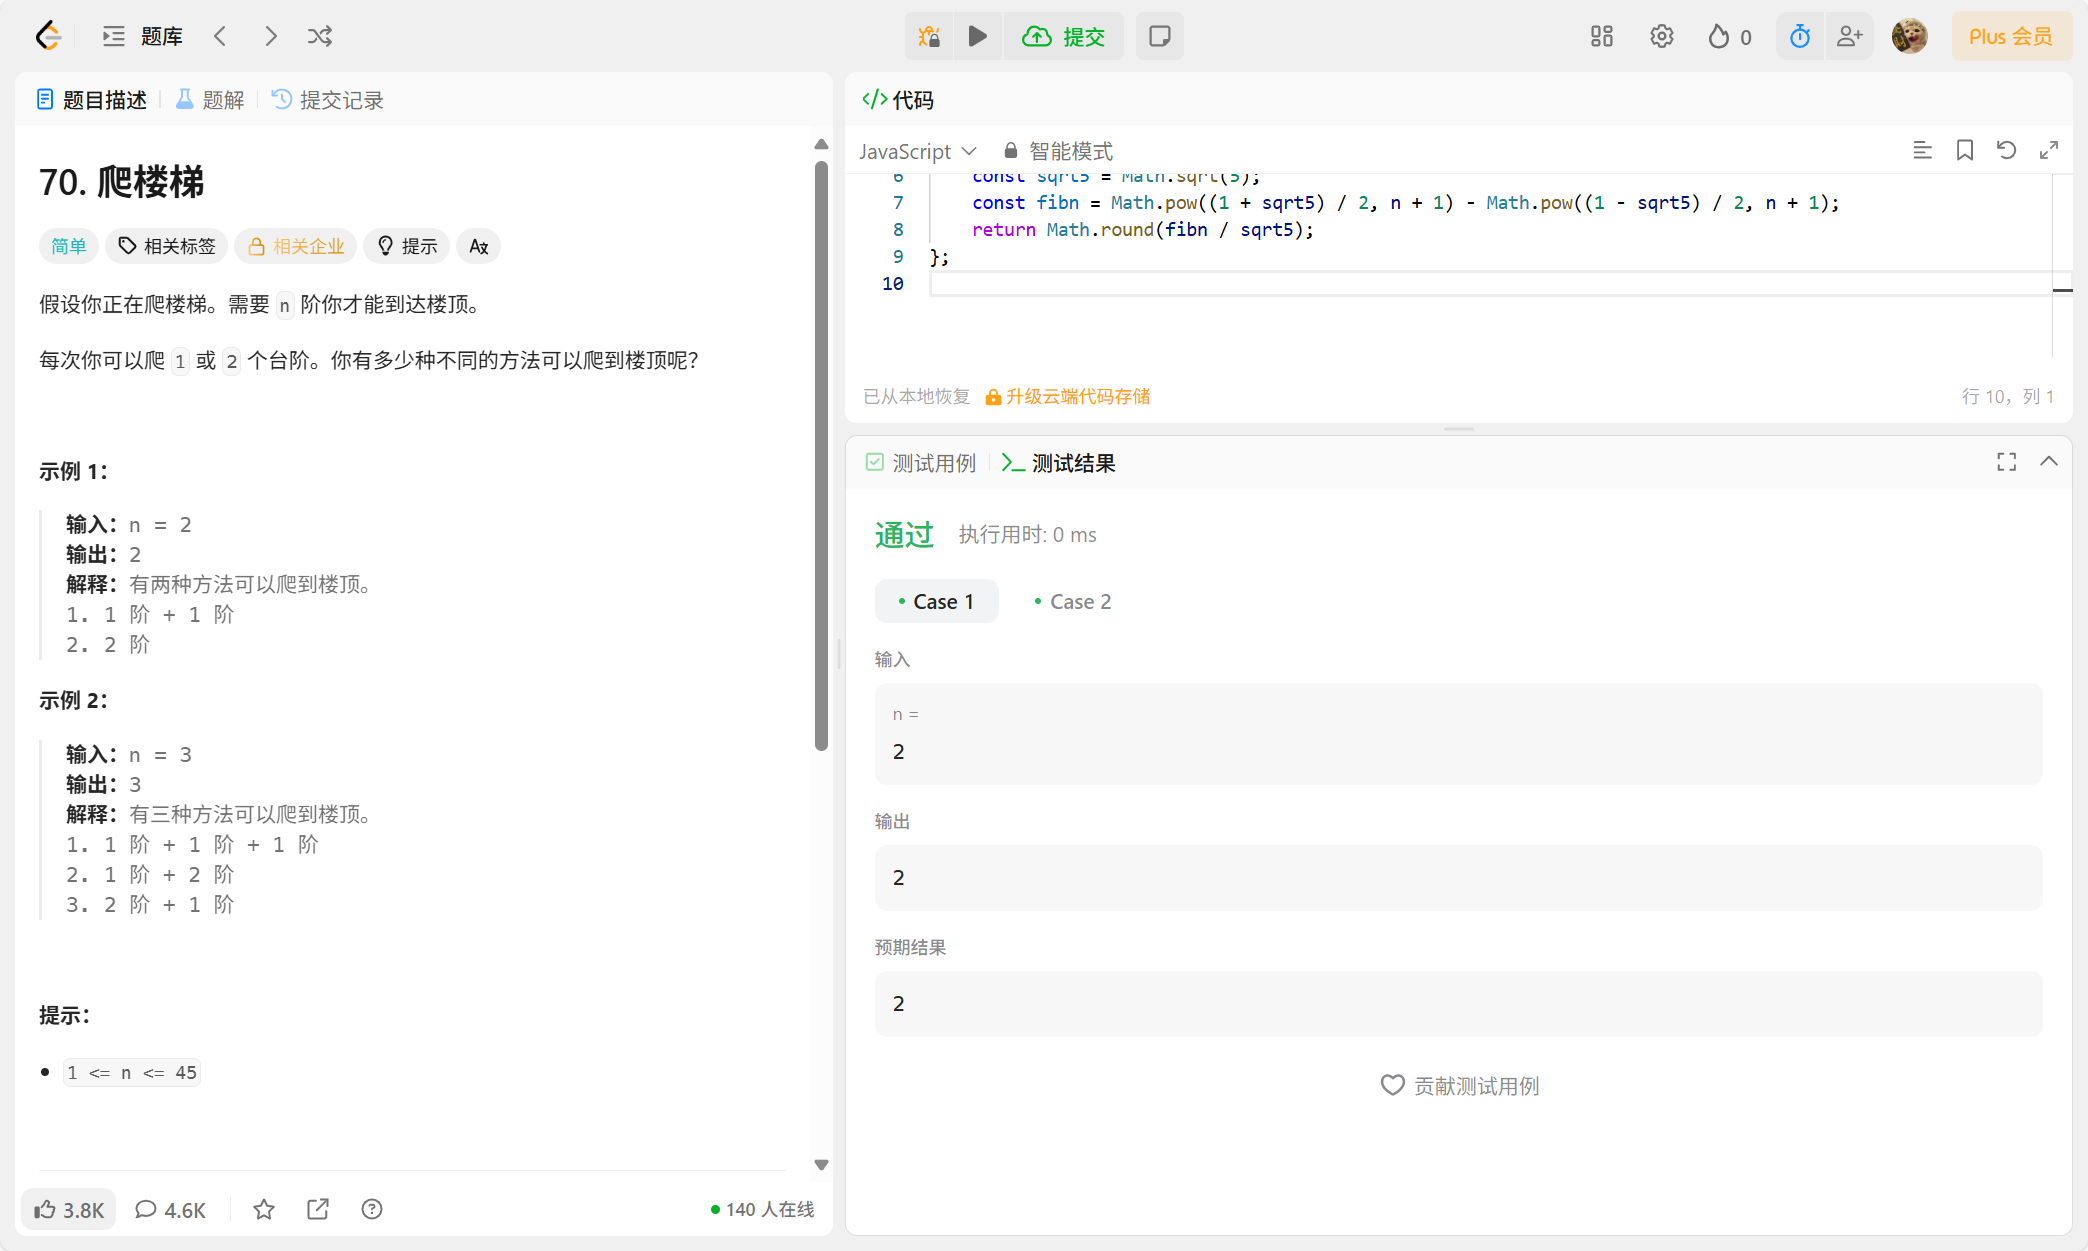 题库
提交
0
Plus 会员
题目描述
题解
提交记录
70. 爬楼梯
简单
相关标签
相关企业
提示
假设你正在爬楼梯。需要 n 阶你才能到达楼顶。
每次你可以爬 1 或 2 个台阶。你有多少种不同的方法可以爬到楼顶呢？
示例 1：
输入：n = 2
输出：2
解释：有两种方法可以爬到楼顶。
1. 1 阶 + 1 阶
2. 2 阶
示例 2：
输入：n = 3
输出：3
解释：有三种方法可以爬到楼顶。
1. 1 阶 + 1 阶 + 1 阶
2. 1 阶 + 2 阶
3. 2 阶 + 1 阶
提示：
1 <= n <= 45
3.8K
4.6K
140 人在线
</> 代码
JavaScript
智能模式
6 const sqrt5 = Math.sqrt(5);
7 const fibn = Math.pow((1 + sqrt5) / 2, n + 1) - Math.pow((1 - sqrt5) / 2, n + 1);
8 return Math.round(fibn / sqrt5);
9 };
10
已从本地恢复
升级云端代码存储
行 10，列 1
测试用例
测试结果
通过
执行用时: 0 ms
Case 1
Case 2
输入
n =
2
输出
2
预期结果
2
贡献测试用例